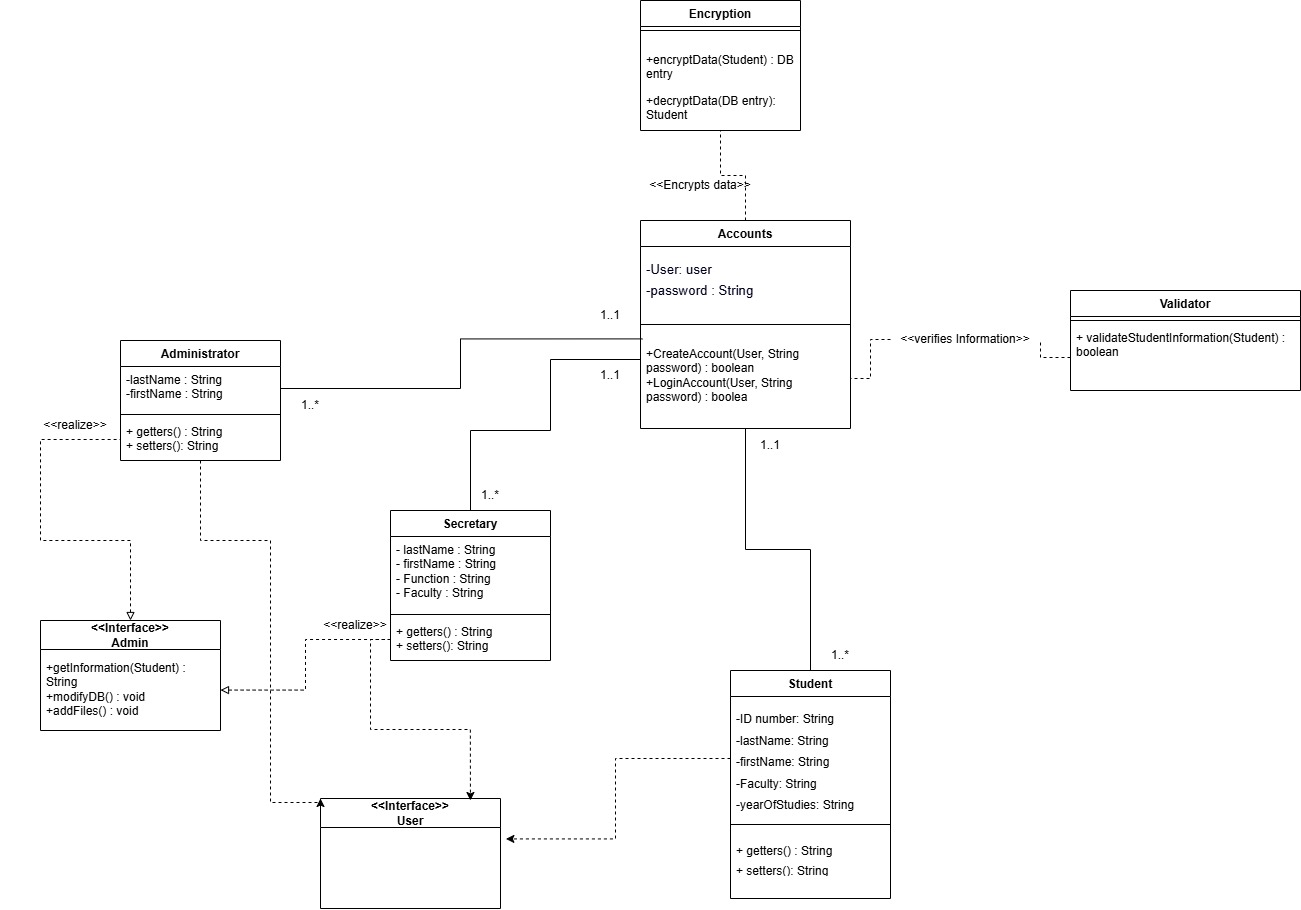 Encryption
+encryptData(Student) : DB
entry
+decryptData(DB entry):
Student
<<Encrypts data>>
Accounts
-User: user
-password : String
+CreateAccount(User, String
password) : boolean
+LoginAccount(User, String
password) : boolea
1..1
1..1
1..1
<<verifies Information>>
Validator
+ validateStudentInformation(Student) :
boolean
Administrator
-lastName : String
-firstName : String
+ getters() : String
+ setters(): String
1..*
<<realize>>
Secretary
- lastName : String
- firstName : String
- Function : String
- Faculty : String
+ getters() : String
+ setters(): String
1..*
<<realize>>
<<Interface>>
Admin
+getInformation(Student) :
String
+modifyDB() : void
+addFiles() : void
1..*
Student
-ID number: String
-lastName: String
-firstName: String
-Faculty: String
-yearOfStudies: String
+ getters() : String
+ setters(): String
<<Interface>>
User